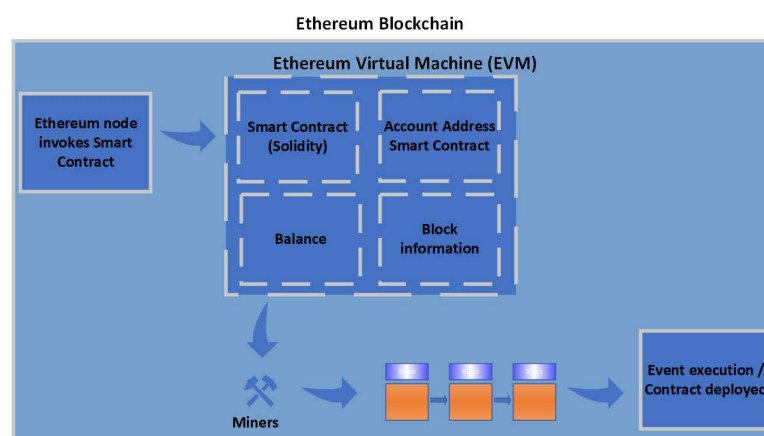 Ethereum Blockchain
Ethereum Virtual Machine (EVM)
Ethereum node
invokes Smart
Contract
Smart Contract
(Solidity)
Account Address
Smart Contract
Balance
Block
information
Miners
Event execution /
Contract deployed